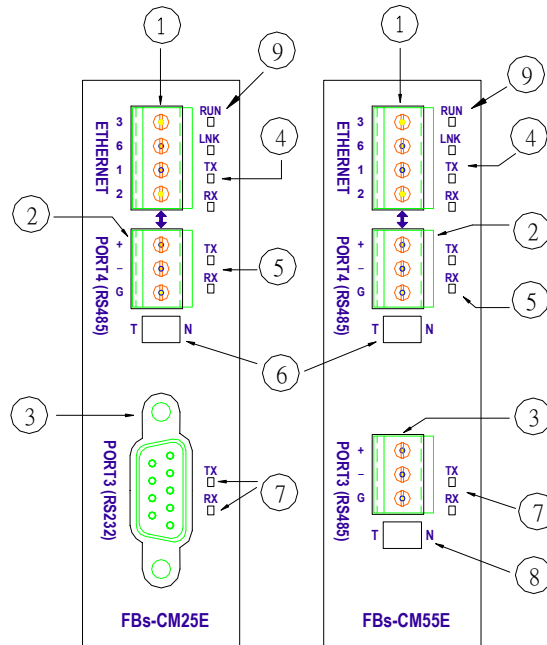 1
1
9
9
RUN
3
LNK
6
ETHERNET
TX
1
RX
2
4
RUN
3
LNK
6
ETHERNET
TX
1
RX
2
4
2
+
−
G
PORT4 (RS485)
TX
RX
5
T
N
6
+
−
G
PORT4 (RS485)
TX
RX
2
5
T
N
3
PORT3 (RS232)
TX
RX
7
3
+
−
G
PORT3 (RS485)
TX
RX
7
T
N
8
FBs-CM25E
FBs-CM55E